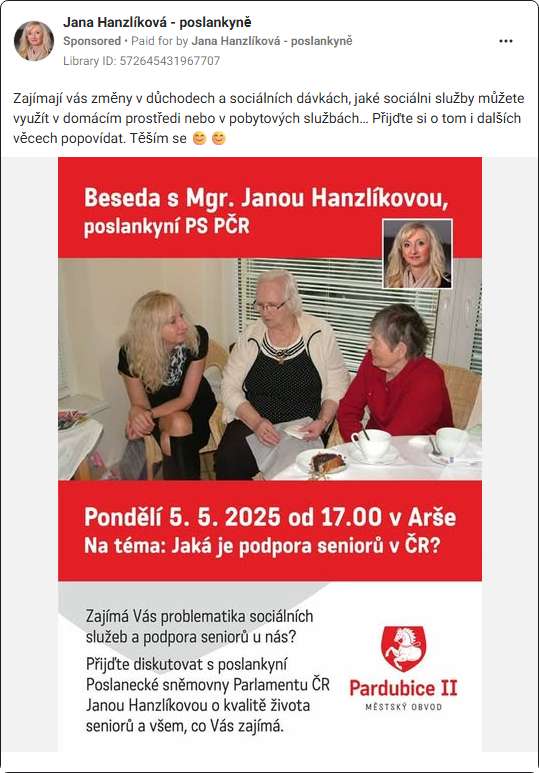 Jana Hanzlíková - poslankyně
Sponsored • Paid for by Jana Hanzlíková - poslankyně
Library ID: 572645431967707
Zajímají vás změny v důchodech a sociálních dávkách, jaké sociálni služby můžete
využít v domácím prostředi nebo v pobytových službách... Přijďte si o tom i dalších
věcech popovídat. Těším se 😊 😊
Beseda s Mgr. Janou Hanzlíkovou,
poslankyní PS PČR
Pondělí 5. 5. 2025 od 17.00 v Arše
Na téma: Jaká je podpora seniorů v ČR?
Zajímá Vás problematika sociálních
služeb a podpora seniorů u nás?
Přijďte diskutovat s poslankyní
Poslanecké sněmovny Parlamentu ČR
Janou Hanzlíkovou o kvalitě života
seniorů a všem, co Vás zajímá.
Pardubice II
MĚSTSKÝ OBVOD